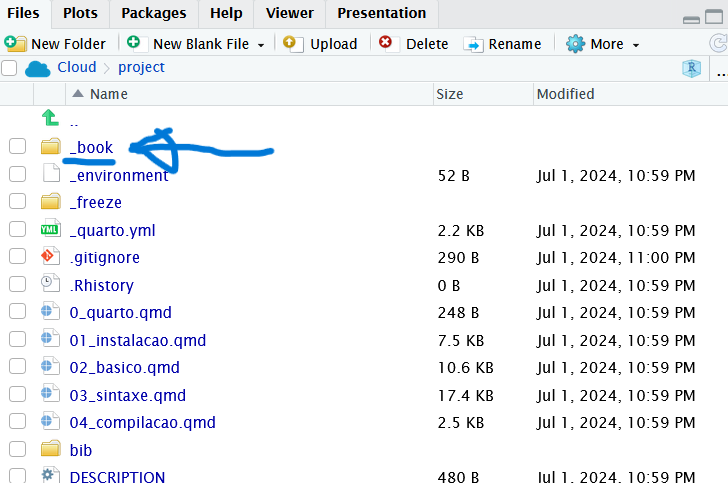 Files Plots Packages Help Viewer Presentation
New Folder New Blank File Upload Delete Rename More
Cloud project R ...
Name Size Modified
..
_book
_environment 52 B Jul 1, 2024, 10:59 PM
_freeze
YML _quarto.yml 2.2 KB Jul 1, 2024, 10:59 PM
.gitignore 290 B Jul 1, 2024, 11:00 PM
.Rhistory 0 B Jul 1, 2024, 10:59 PM
0_quarto.qmd 248 B Jul 1, 2024, 10:59 PM
01_instalacao.qmd 7.5 KB Jul 1, 2024, 10:59 PM
02_basico.qmd 10.6 KB Jul 1, 2024, 10:59 PM
03_sintaxe.qmd 17.4 KB Jul 1, 2024, 10:59 PM
04_compilacao.qmd 2.5 KB Jul 1, 2024, 10:59 PM
bib
DESCRIPTION 480 B Jul 1, 2024, 10:59 PM